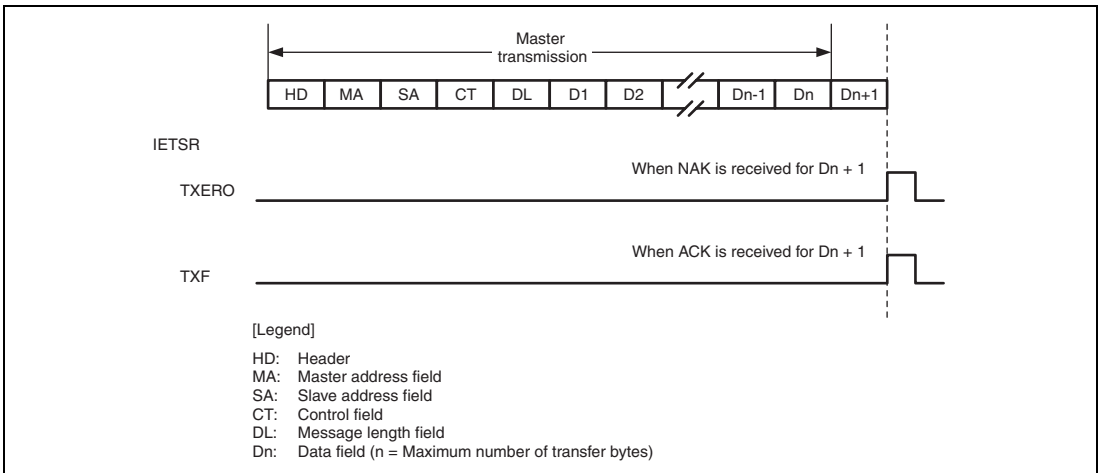 Master
transmission
HD MA SA CT DL D1 D2 Dn-1 Dn Dn+1
IETSR
When NAK is received for Dn + 1
TXERO
When ACK is received for Dn + 1
TXF
[Legend]
HD: Header
MA: Master address field
SA: Slave address field
CT: Control field
DL: Message length field
Dn: Data field (n = Maximum number of transfer bytes)